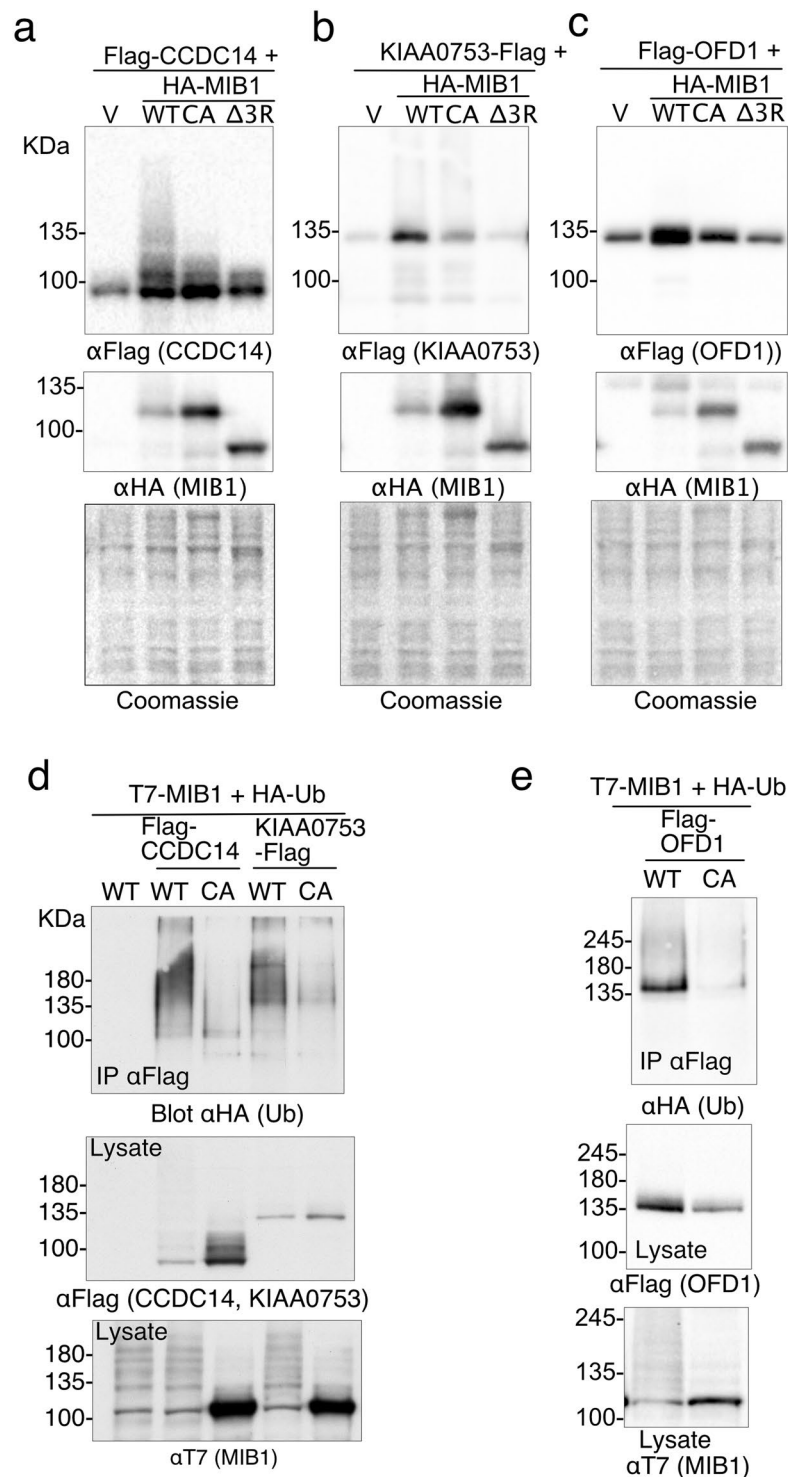 a
Flag-CCDC14 +
HA-MIB1
V WT CA Δ3R
KDa
135-
100-
αFlag (CCDC14)
135-
100-
αHA (MIB1)
Coomassie
b
KIAA0753-Flag +
HA-MIB1
V WT CA Δ3R
135-
100-
αFlag (KIAA0753)
αHA (MIB1)
Coomassie
c
Flag-OFD1 +
HA-MIB1
V WT CA Δ3R
135-
100-
αFlag (OFD1))
αHA (MIB1)
Coomassie
d
T7-MIB1 + HA-Ub
Flag-
CCDC14
KIAA0753
-Flag
WT WT CA WT CA
KDa
180-
135-
100-
IP αFlag
Blot αHA (Ub)
Lysate
180-
135-
100-
αFlag (CCDC14, KIAA0753)
Lysate
180-
135-
100-
αT7 (MIB1)
e
T7-MIB1 + HA-Ub
Flag-
OFD1
WT CA
245-
180-
135-
IP αFlag
αHA (Ub)
245-
180-
135-
100-
Lysate
αFlag (OFD1)
245-
135-
100-
Lysate
αT7 (MIB1)